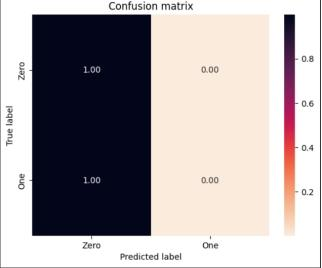 Confusion matrix
Zero
1.00
0.00
One
1.00
0.00
True label
Zero
One
Predicted label
0.8
0.6
0.4
0.2